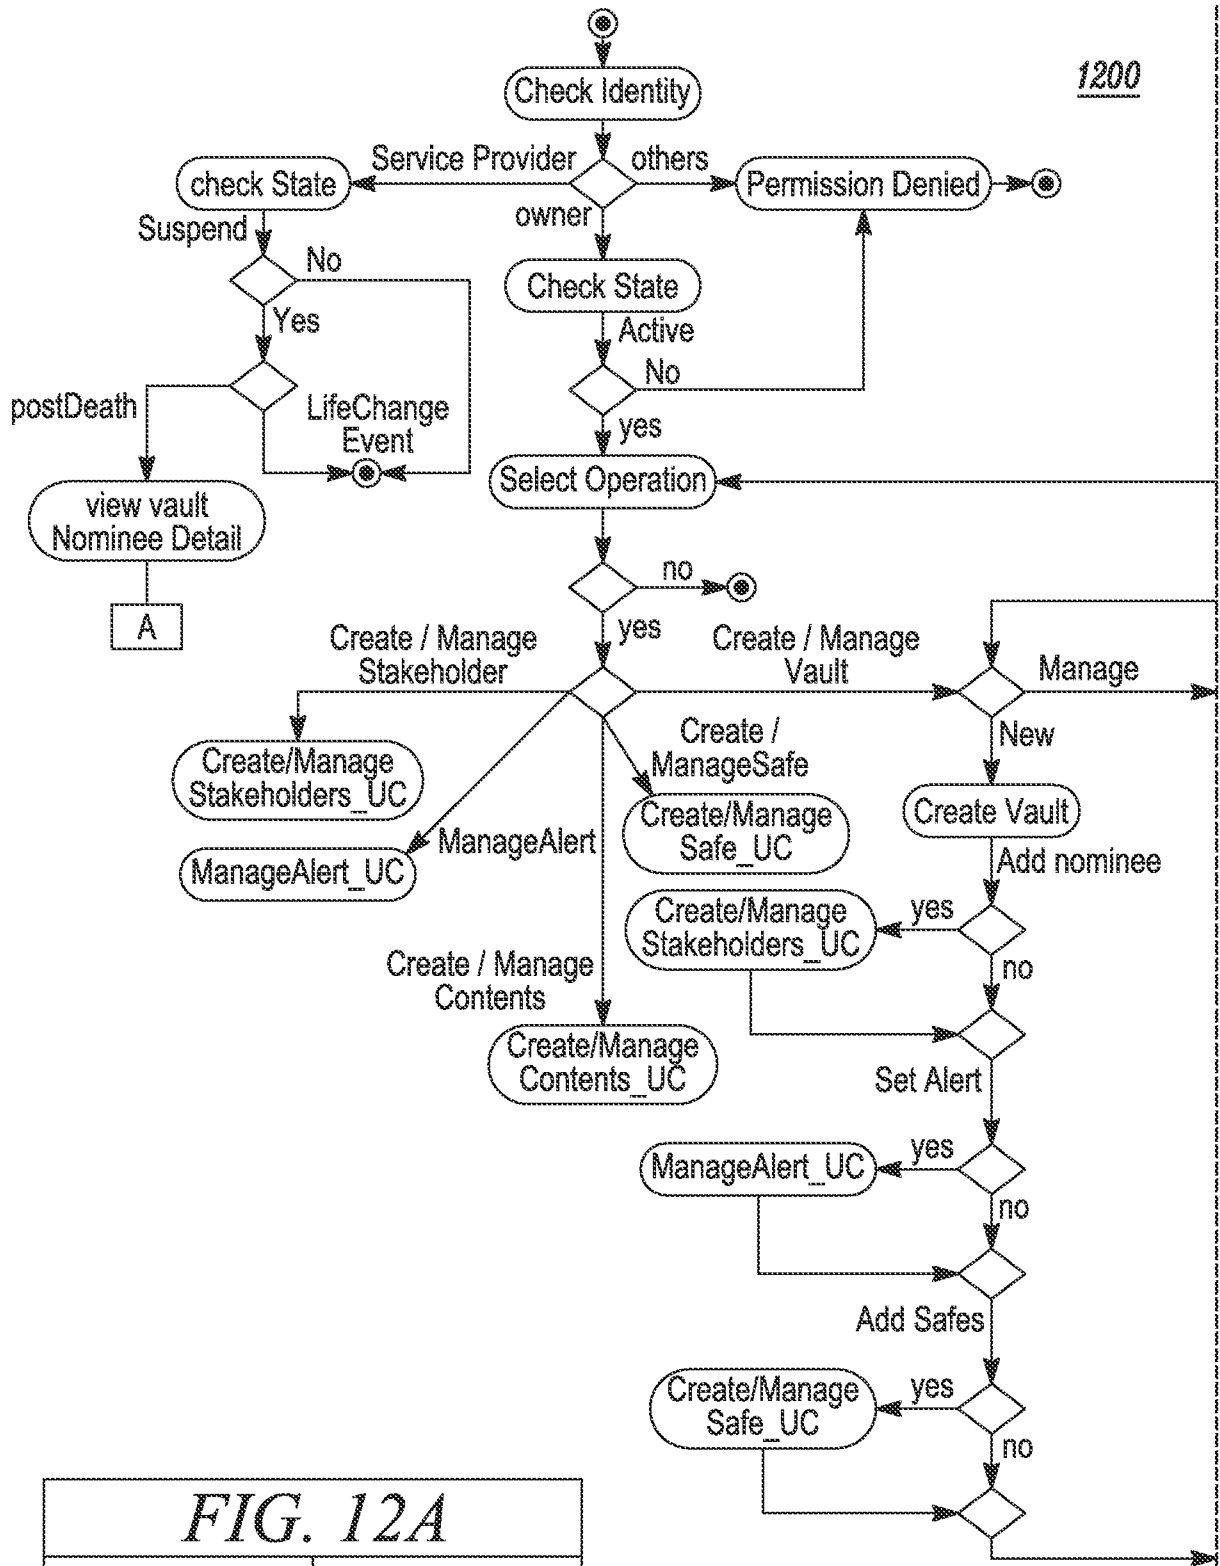 1200
Check Identity
Service Provider
others
check State
Permission Denied
owner
Suspend
No
Check State
Yes
Active
No
postDeath
LifeChange
Event
yes
Select Operation
view vault
Nominee Detail
no
A
yes
Create / Manage
Stakeholder
Create / Manage
Vault
Manage
New
Create /
ManageSafe
Create/Manage
Stakeholders_UC
Create/Manage
Safe_UC
Create Vault
ManageAlert
ManageAlert_UC
Add nominee
Create/Manage
Stakeholders_UC
yes
no
Create / Manage
Contents
Create/Manage
Contents_UC
Set Alert
ManageAlert_UC
yes
no
Add Safes
Create/Manage
Safe_UC
yes
no
FIG. 12A